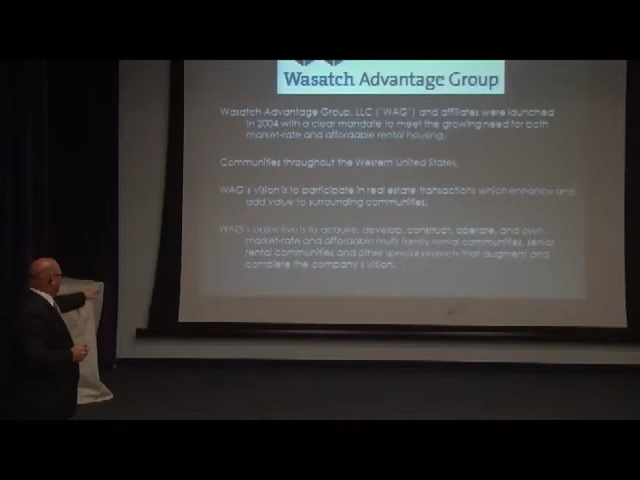 Wasatch Advantage Group
Wasatch Advantage Group, LLC ("WAG") and affiliates were launched
in 2004 with a clear mandate to meet the growing need for both
market-rate and affordable rental housing.
Communities throughout the Western United States.
WAG's vision is to participate in real estate transactions which enhance and
add value to surrounding communities.
WAG's objective is to acquire, develop, construct, operate, and own
market-rate and affordable multi-family rental communities, senior
rental communities and other special projects that augment and
complete the company's vision.